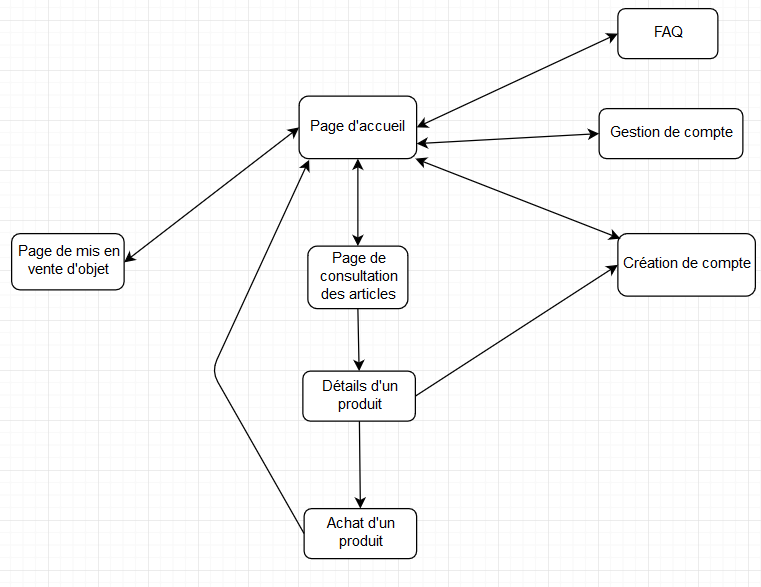 FAQ
Page d'accueil
Gestion de compte
Page de mis en
vente d'objet
Page de
consultation
des articles
Création de compte
Détails d'un
produit
Achat d'un
produit